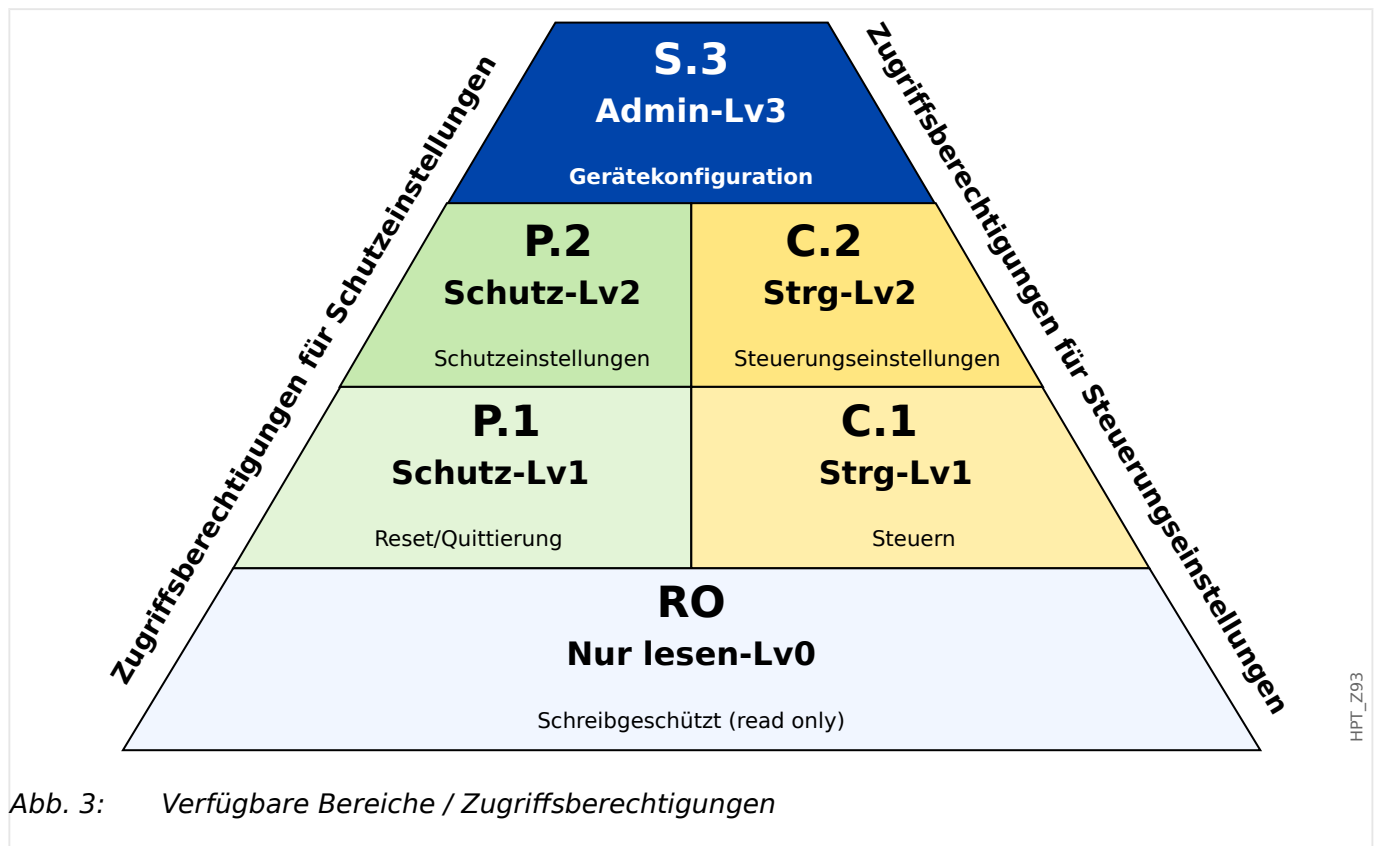 Zugriffsberechtigungen für Schutzeinstellungen
Zugriffsberechtigungen für Steuerungseinstellungen
S.3
Admin-Lv3
Gerätekonfiguration
P.2
Schutz-Lv2
Schutzeinstellungen
C.2
Strg-Lv2
Steuerungseinstellungen
P.1
Schutz-Lv1
Reset/Quittierung
C.1
Strg-Lv1
Steuern
RO
Nur lesen-Lv0
Schreibgeschützt (read only)
HPT_Z93
Abb. 3: Verfügbare Bereiche / Zugriffsberechtigungen